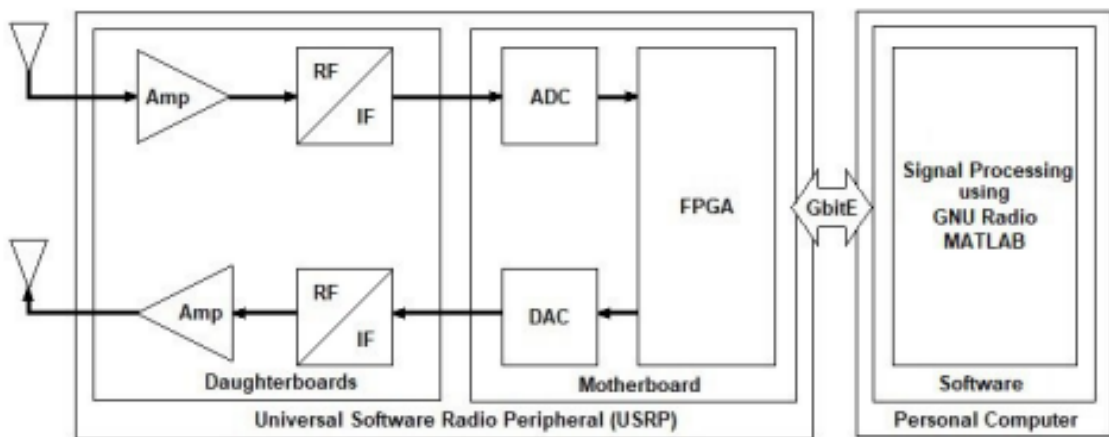 Amp
RF
IF
ADC
FPGA
GbitE
Signal Processing
using
GNU Radio
MATLAB
Amp
RF
IF
DAC
Daughterboards
Motherboard
Software
Universal Software Radio Peripheral (USRP)
Personal Computer